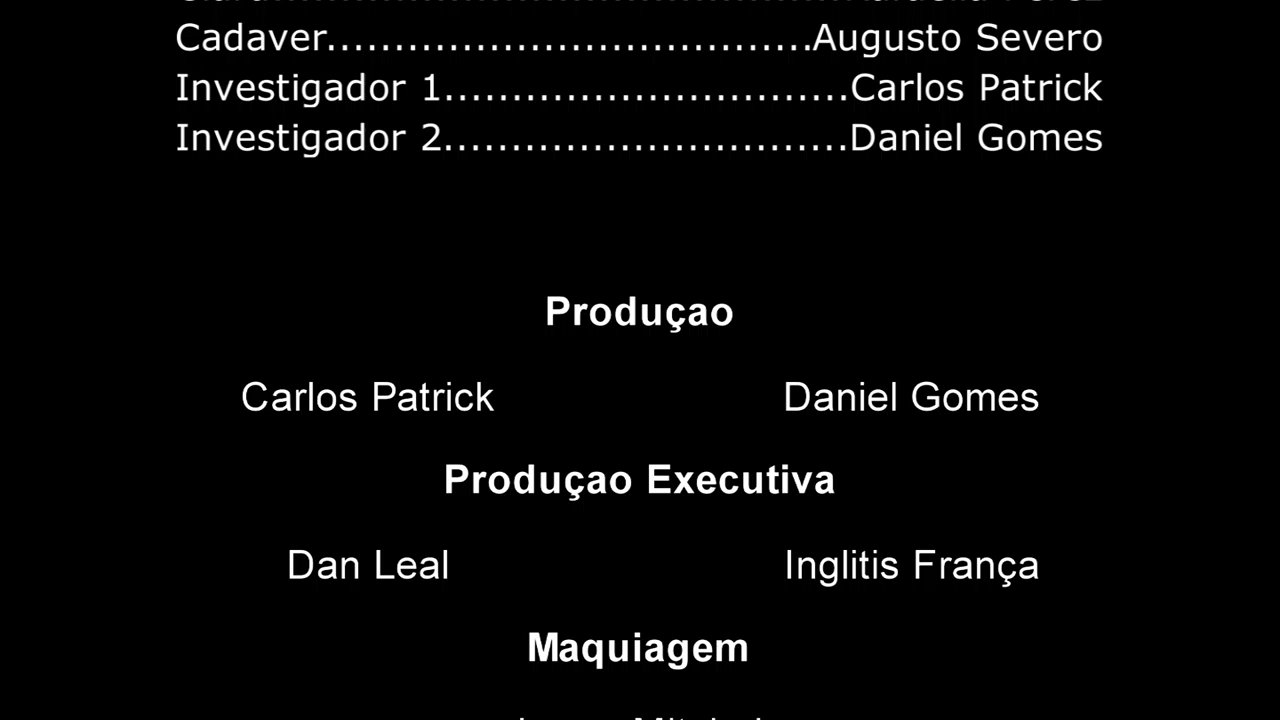 Cadaver....................................Augusto Severo
Investigador 1..............................Carlos Patrick
Investigador 2..............................Daniel Gomes
Produçao
Carlos Patrick Daniel Gomes
Produçao Executiva
Dan Leal Inglitis França
Maquiagem